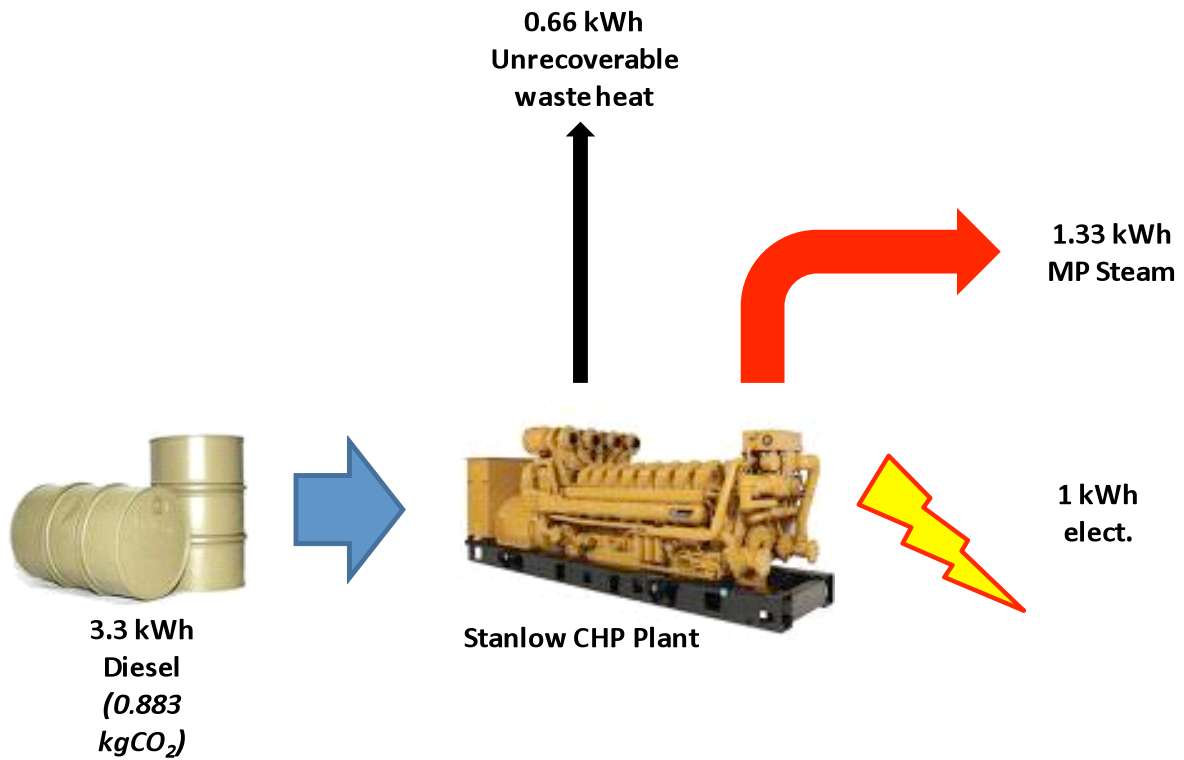 0.66 kWh
Unrecoverable
waste heat
1.33 kWh
MP Steam
1 kWh
elect.
3.3 kWh
Diesel
(0.883
kgCO₂)
Stanlow CHP Plant